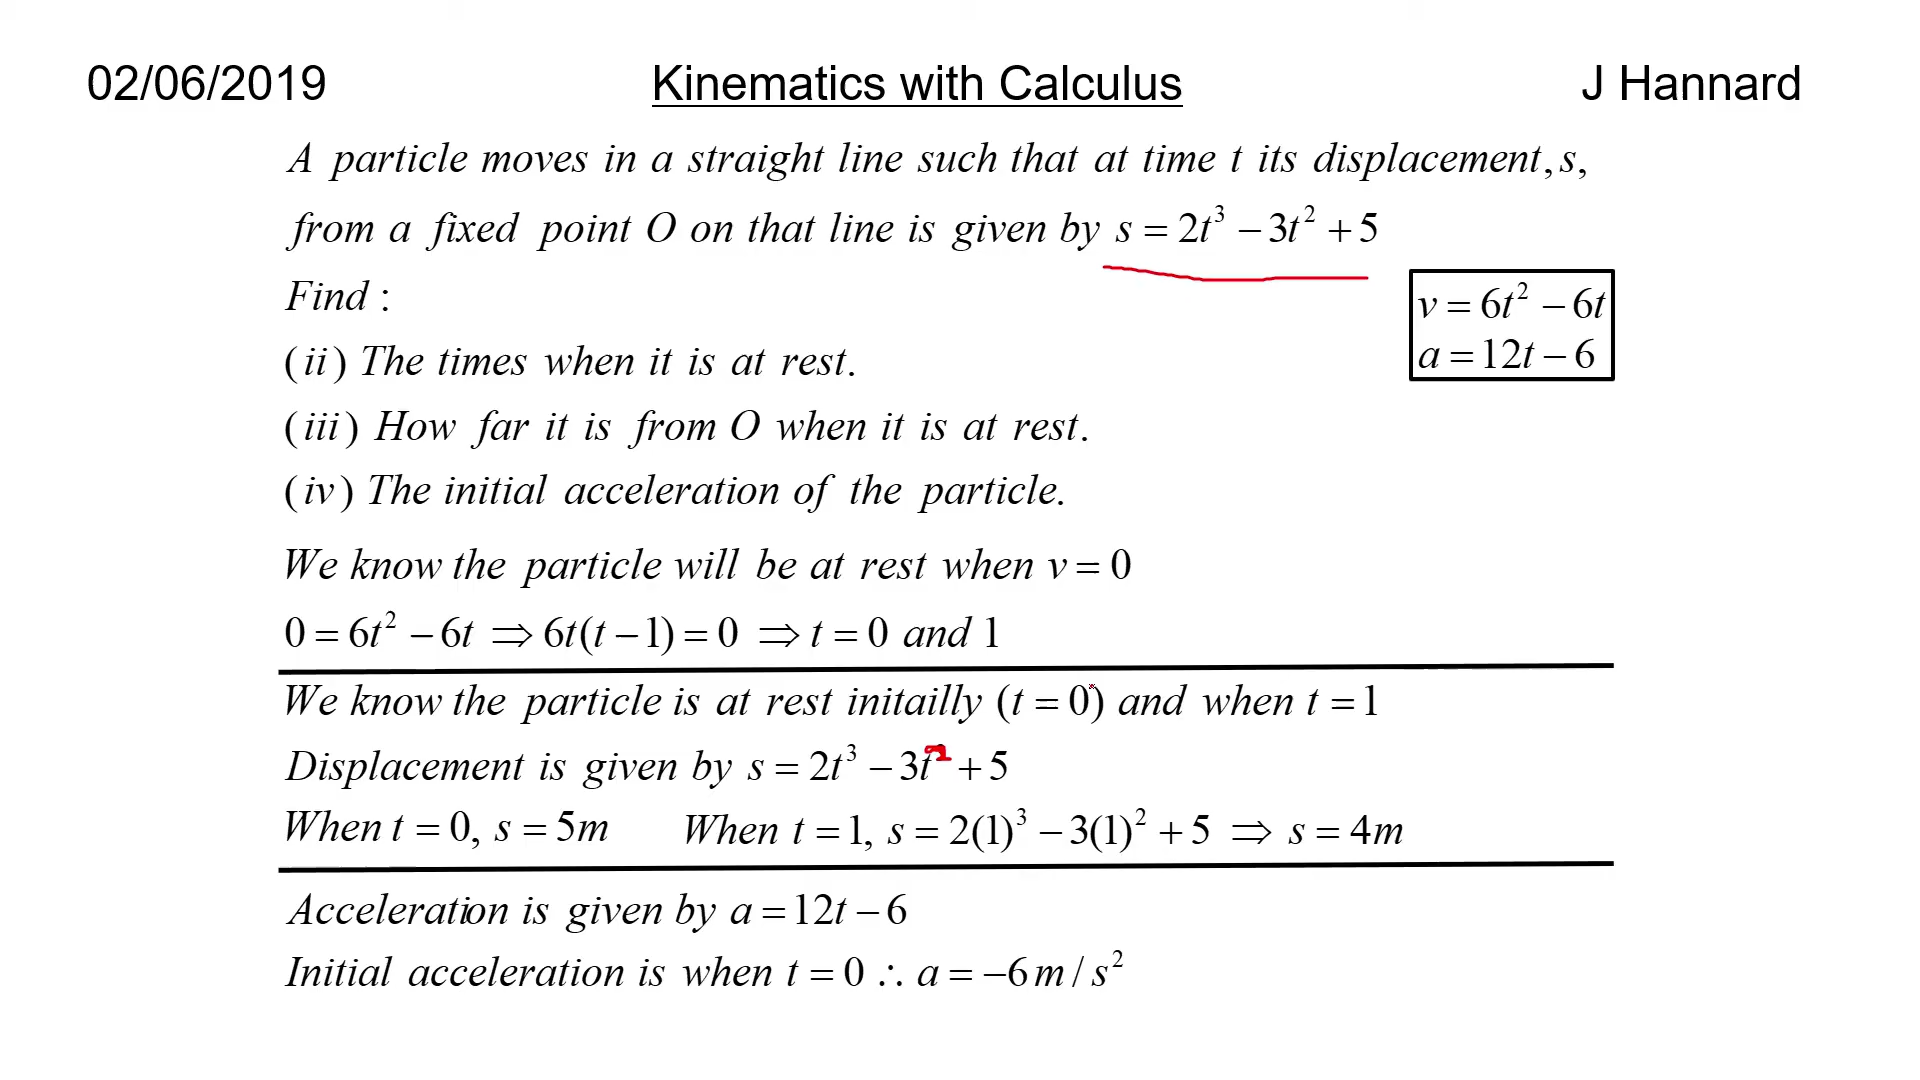 02/06/2019 Kinematics with Calculus J Hannard
A particle moves in a straight line such that at time t its displacement, s,
from a fixed point O on that line is given by s = 2t³ − 3t² + 5
Find :
v = 6t² − 6t
a = 12t − 6
(ii) The times when it is at rest.
(iii) How far it is from O when it is at rest.
(iv) The initial acceleration of the particle.
We know the particle will be at rest when v = 0
0 = 6t² − 6t ⇒ 6t(t − 1) = 0 ⇒ t = 0 and 1
We know the particle is at rest initailly (t = 0) and when t = 1
Displacement is given by s = 2t³ − 3t² + 5
When t = 0, s = 5m When t = 1, s = 2(1)³ − 3(1)² + 5 ⇒ s = 4m
Acceleration is given by a = 12t − 6
Initial acceleration is when t = 0 ∴ a = −6 m / s²